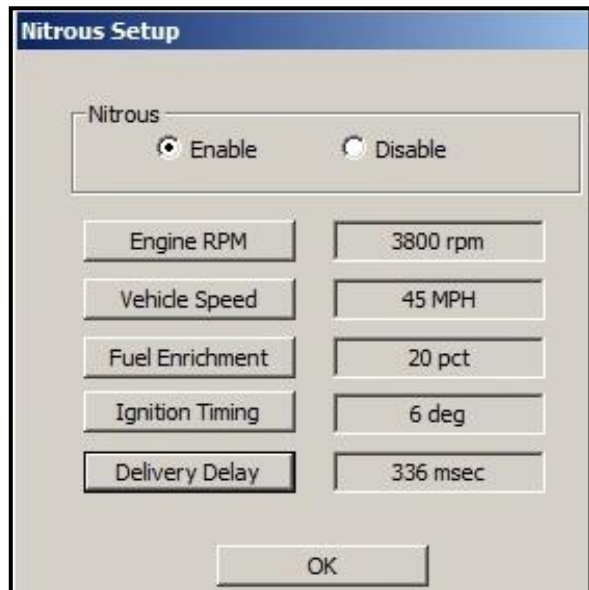 Nitrous Setup
Nitrous
Enable Disable
Engine RPM 3800 rpm
Vehicle Speed 45 MPH
Fuel Enrichment 20 pct
Ignition Timing 6 deg
Delivery Delay 336 msec
OK